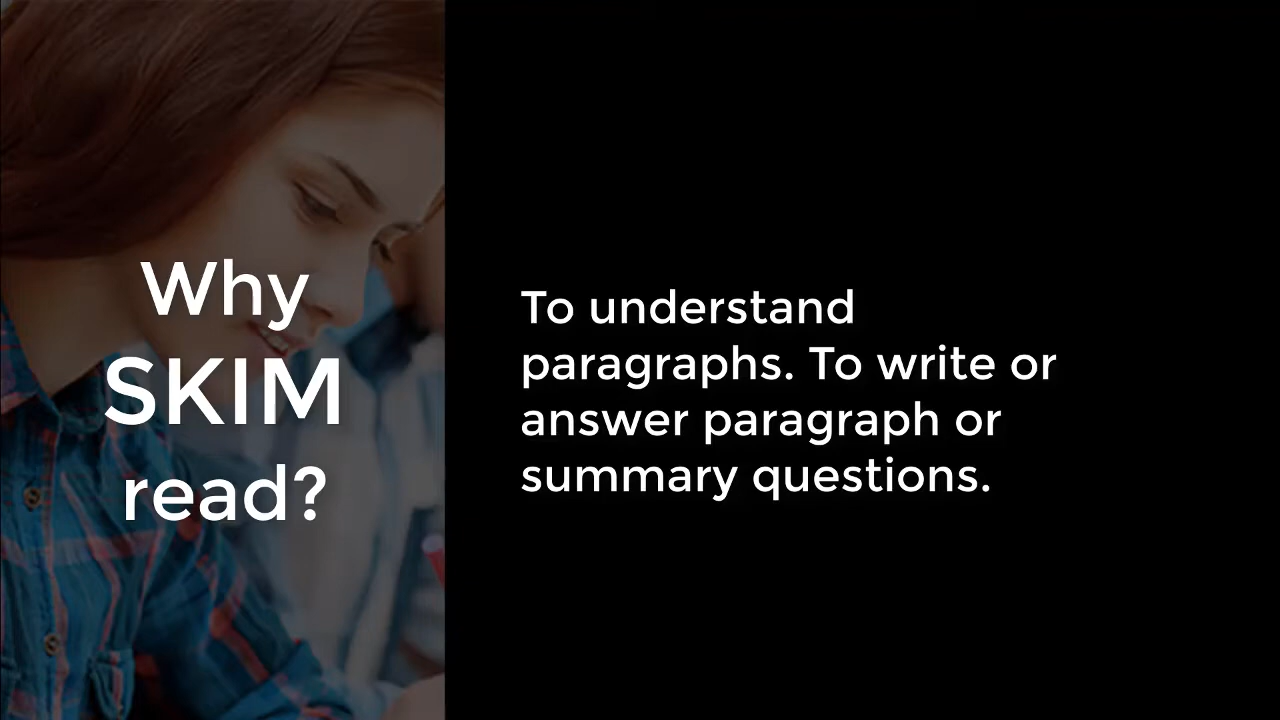 Why
SKIM
read?
To understand
paragraphs. To write or
answer paragraph or
summary questions.